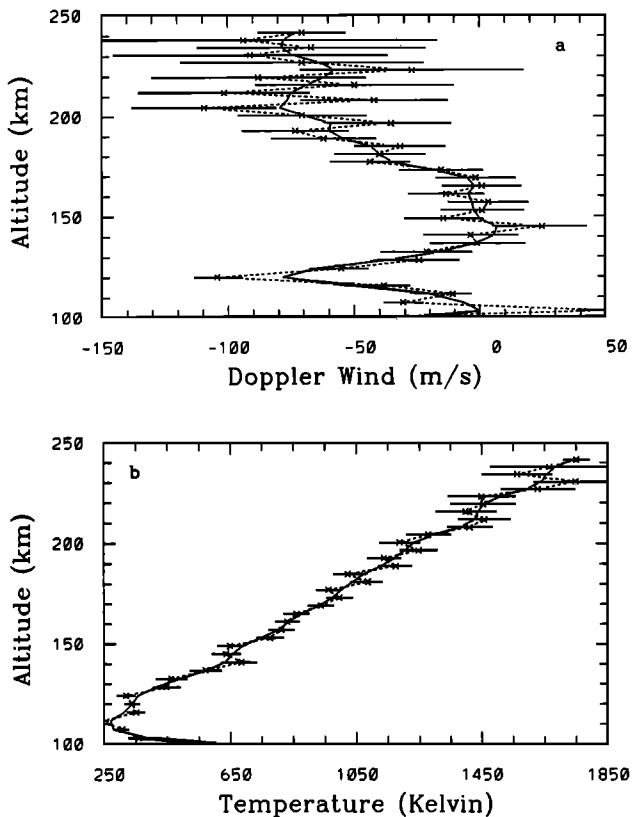 250
a
200
150
100
Altitude (km)
-150 -100 -50 0 50
Doppler Wind (m/s)
250
b
200
150
100
Altitude (km)
250 650 1050 1450 1850
Temperature (Kelvin)